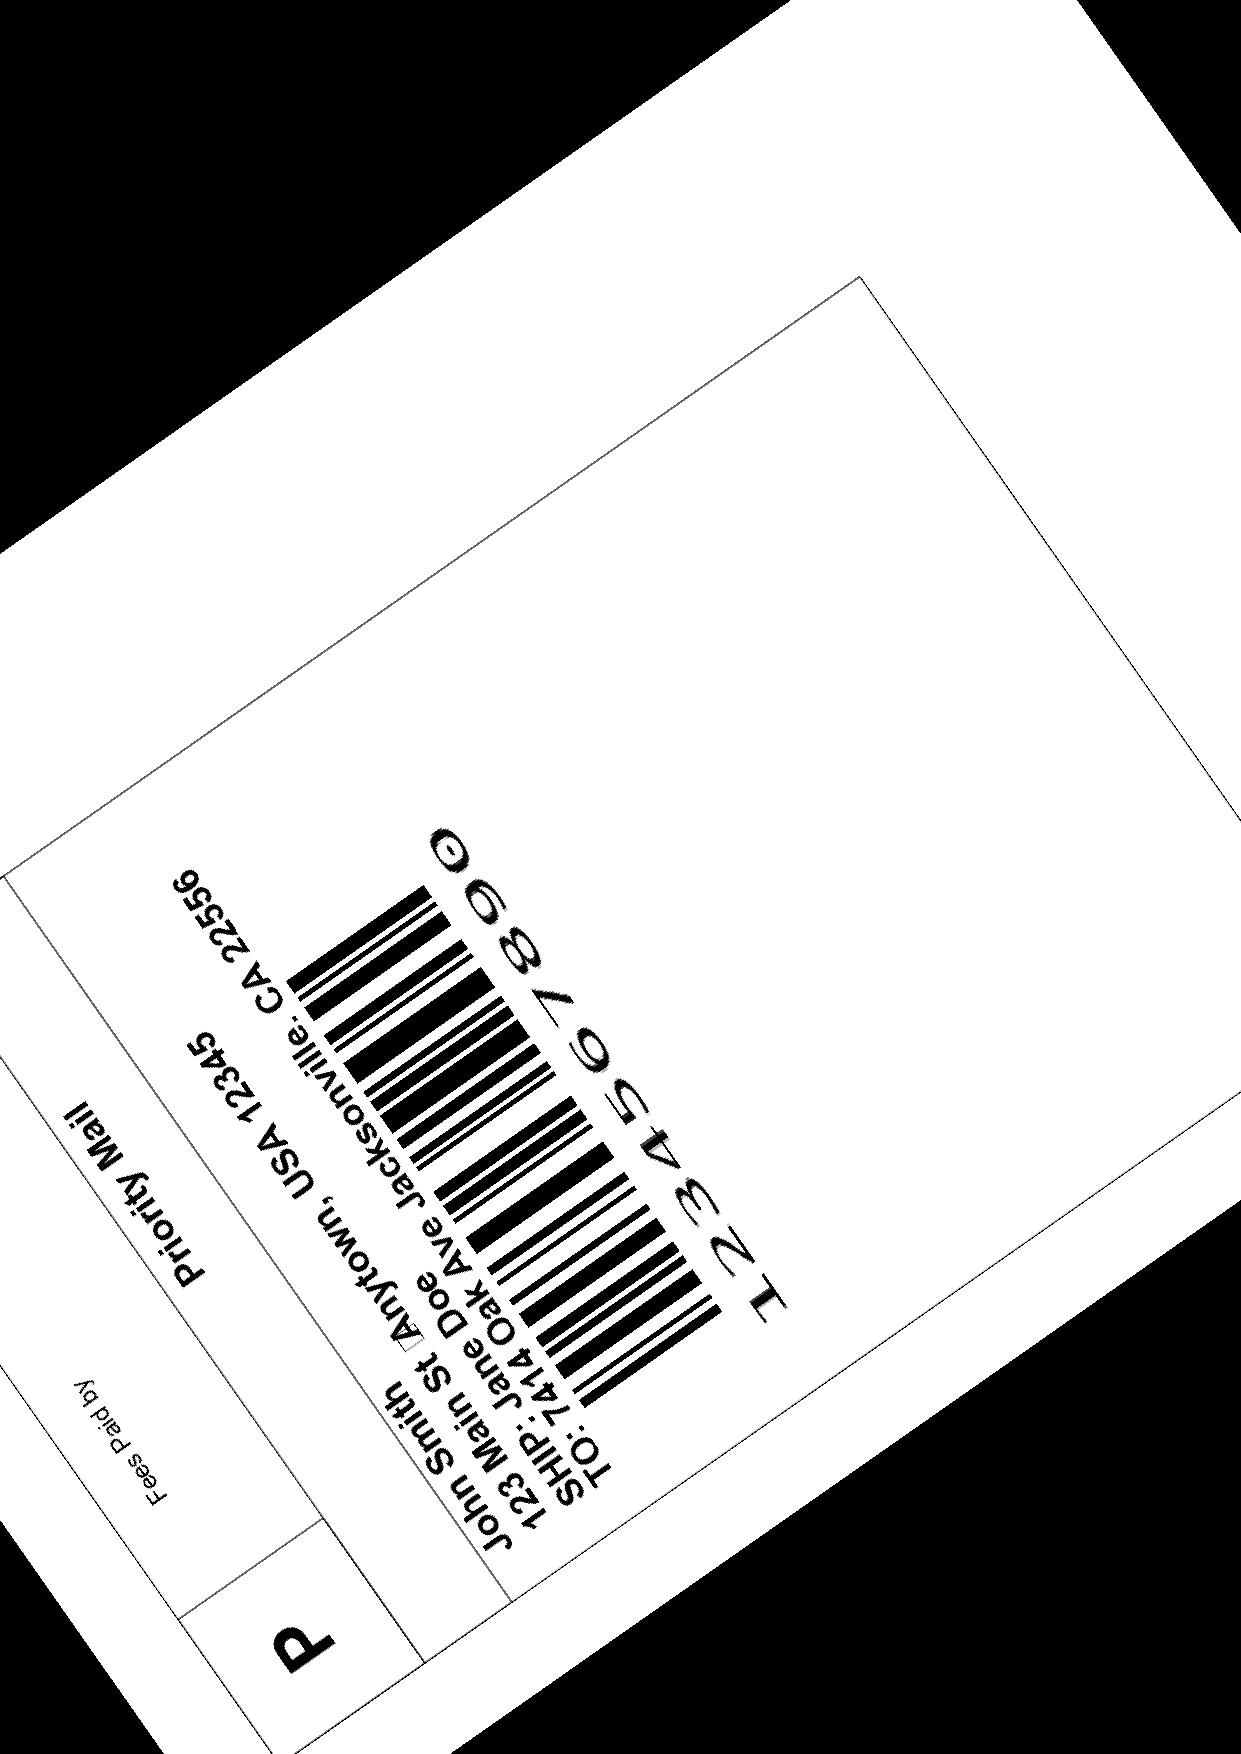 P
Fees Paid by
Priority Mail
John Smith
123 Main St Anytown, USA 12345
SHIP: Jane Doe
TO: 7414 Oak Ave Jacksonville. CA 22556
1234567890